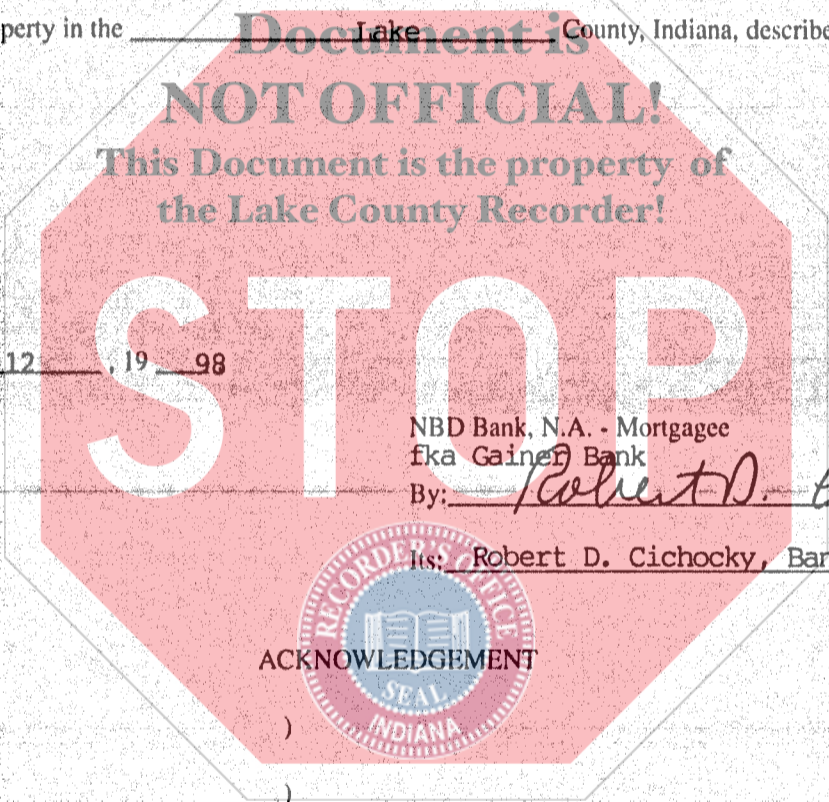 perty in the Lake County, Indiana, describe
Document is
NOT OFFICIAL!
This Document is the property of
the Lake County Recorder!
STOP
12 , 19 98
NBD Bank, N.A. - Mortgagee
fka Gainer Bank
By: Robert D.
Its: Robert D. Cichocky, Ban
RECORDER'S OFFICE
SEAL
INDIANA
ACKNOWLEDGEMENT
)
)